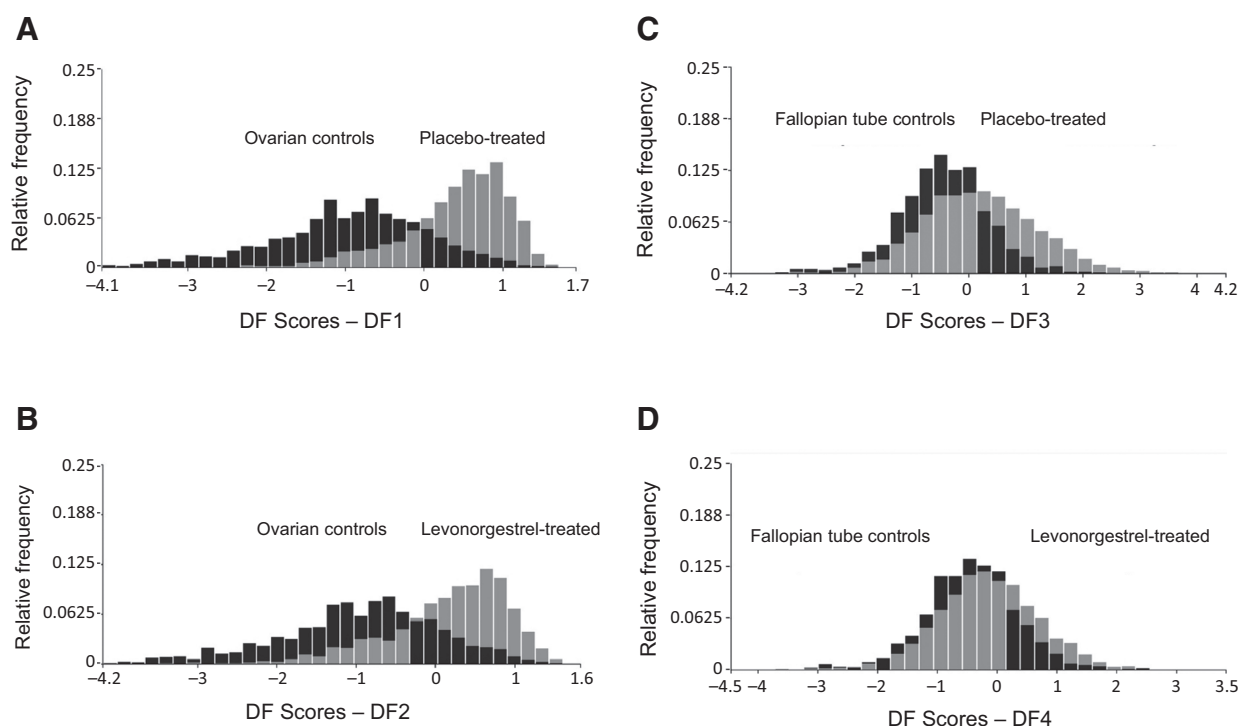 A
Relative frequency
0.25
0.188
0.125
0.0625
0
Ovarian controls
Placebo-treated
–4.1 –3 –2 –1 0 1 1.7
DF Scores – DF1
B
Relative frequency
0.25
0.188
0.125
0.0625
0
Ovarian controls
Levonorgestrel-treated
–4.2 –3 –2 –1 0 1 1.6
DF Scores – DF2
C
Relative frequency
0.25
0.188
0.125
0.0625
0
Fallopian tube controls
Placebo-treated
–4.2 –3 –2 –1 0 1 2 3 4 4.2
DF Scores – DF3
D
Relative frequency
0.25
0.188
0.125
0.0625
0
Fallopian tube controls
Levonorgestrel-treated
–4.5 –4 –3 –2 –1 0 1 2 3 3.5
DF Scores – DF4